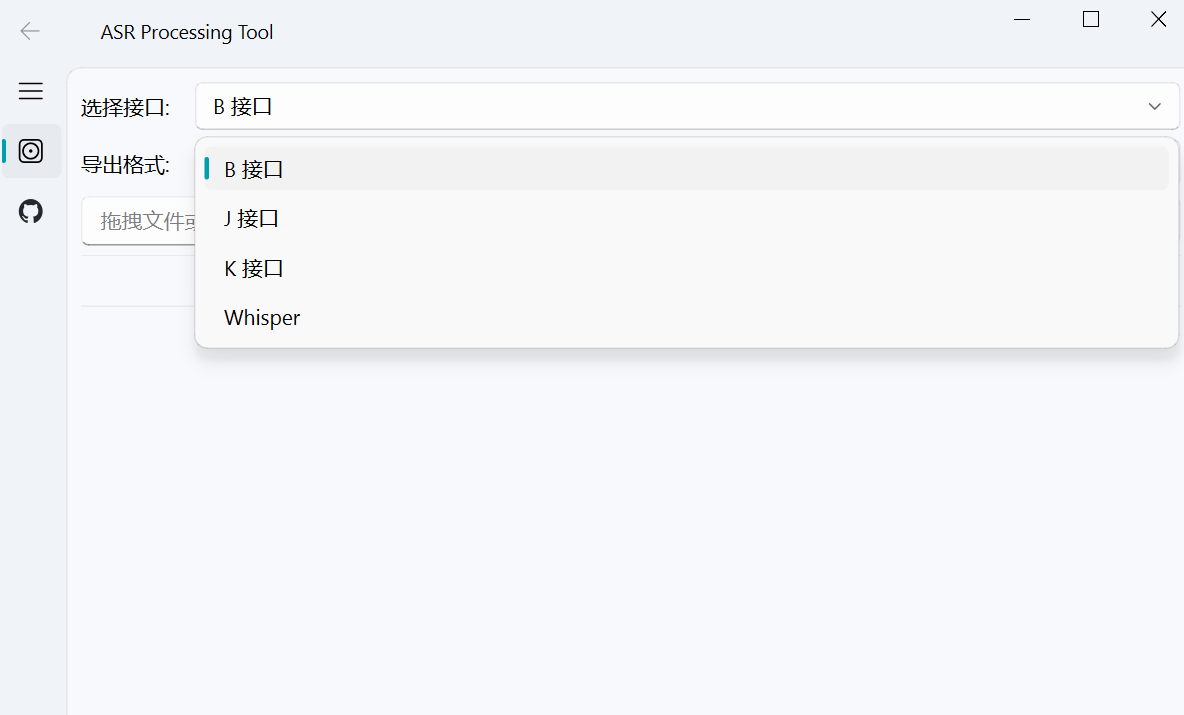 ASR Processing Tool
选择接口: B 接口
导出格式:
B 接口
J 接口
K 接口
Whisper
拖拽文件